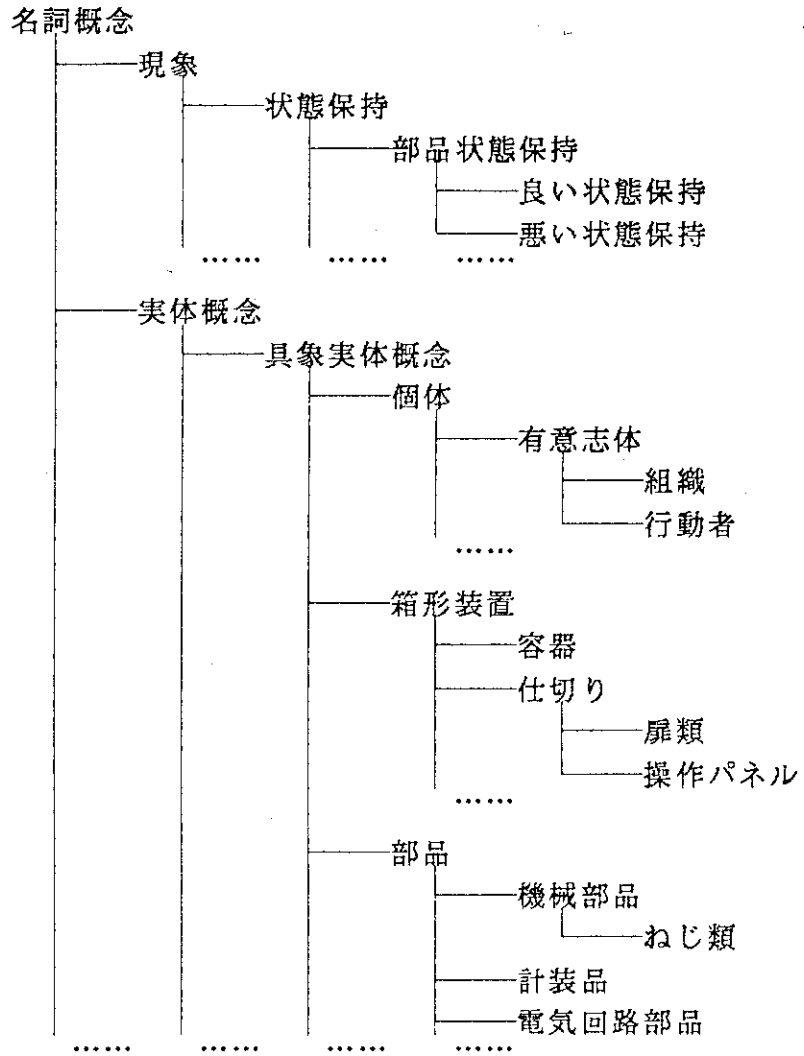 名詞概念
現象
状態保持
部品状態保持
良い状態保持
悪い状態保持
…… …… ……
実体概念
具象実体概念
個体
有意志体
組織
行動者
……
箱形装置
容器
仕切り
扉類
操作パネル
……
部品
機械部品
ねじ類
計装品
電気回路部品
…… …… …… ……